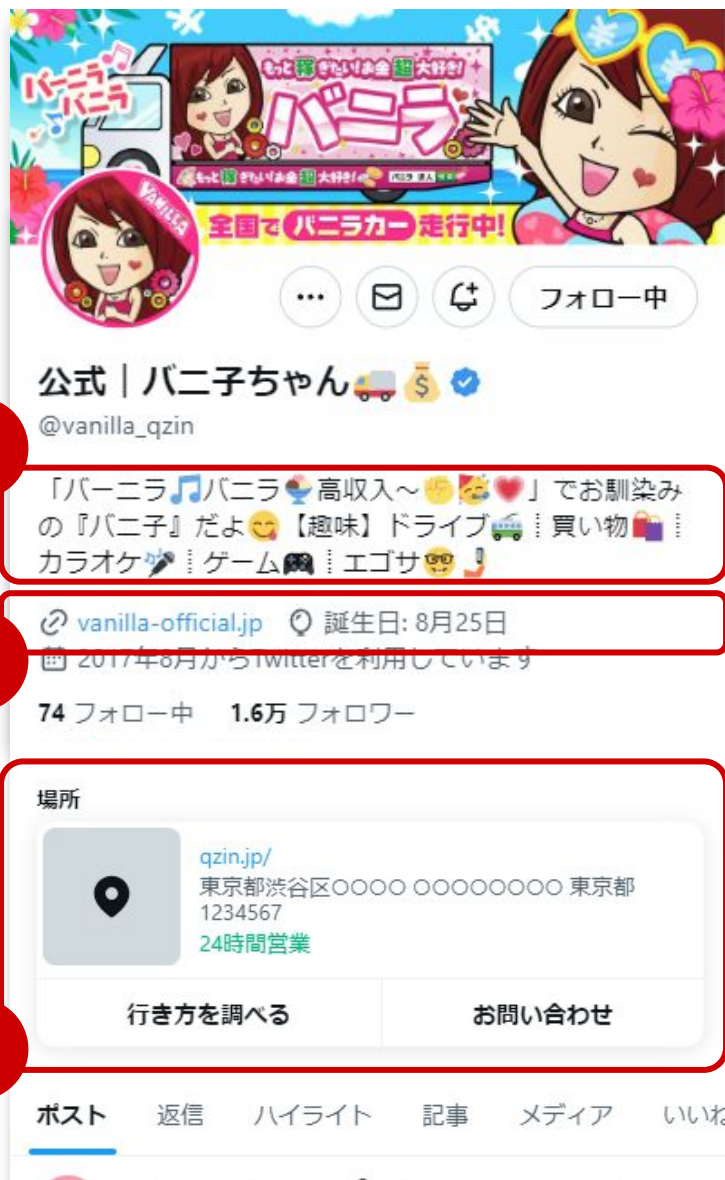 バーニラ
バニラ
もっと稼ぎたい!お金超大好き!
バニラ
もっと稼ぎたい!お金超大好き!
バニラ 求人
VANILLA
全国でバニラカー走行中!
フォロー中
公式｜バニ子ちゃん🚚💰
@vanilla_qzin
「バーニラ🎵バニラ🍨高収入～👏🥳💗」でお馴染み
の『バニ子』だよ😋【趣味】ドライブ🚎┊買い物🛍┊
カラオケ🎤┊ゲーム🎮┊エゴサ🤓🤳
vanilla-official.jp 誕生日: 8月25日
2017年8月からTwitterを利用しています
74 フォロー中 1.6万 フォロワー
場所
qzin.jp/
東京都渋谷区○○○○ ○○○○○○○○ 東京都
1234567
24時間営業
行き方を調べる お問い合わせ
ポスト 返信 ハイライト 記事 メディア いいね